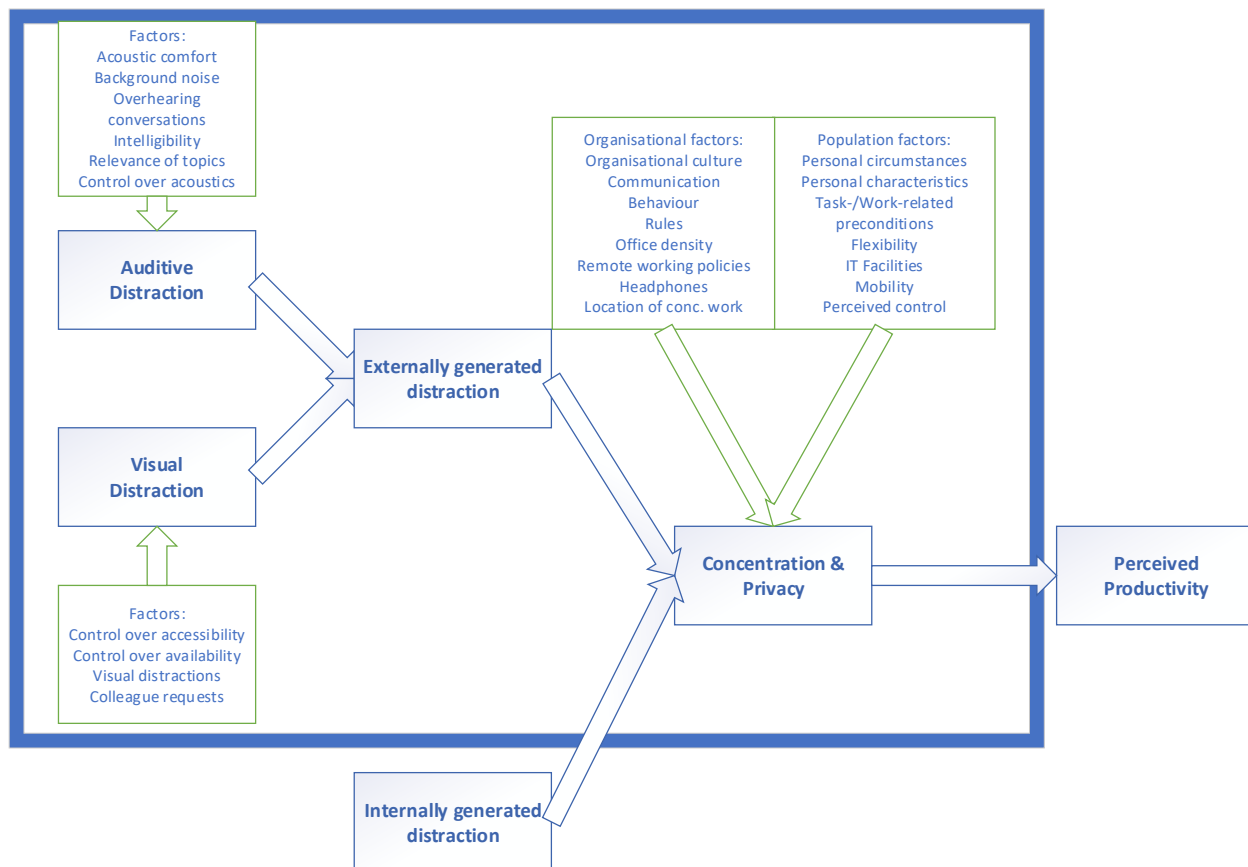 Factors:
Acoustic comfort
Background noise
Overhearing
conversations
Intelligibility
Relevance of topics
Control over acoustics
Organisational factors:
Organisational culture
Communication
Behaviour
Rules
Office density
Remote working policies
Headphones
Location of conc. work
Population factors:
Personal circumstances
Personal characteristics
Task-/Work-related
preconditions
Flexibility
IT Facilities
Mobility
Perceived control
Auditive
Distraction
Externally generated
distraction
Visual
Distraction
Concentration &
Privacy
Perceived
Productivity
Factors:
Control over accessibility
Control over availability
Visual distractions
Colleague requests
Internally generated
distraction